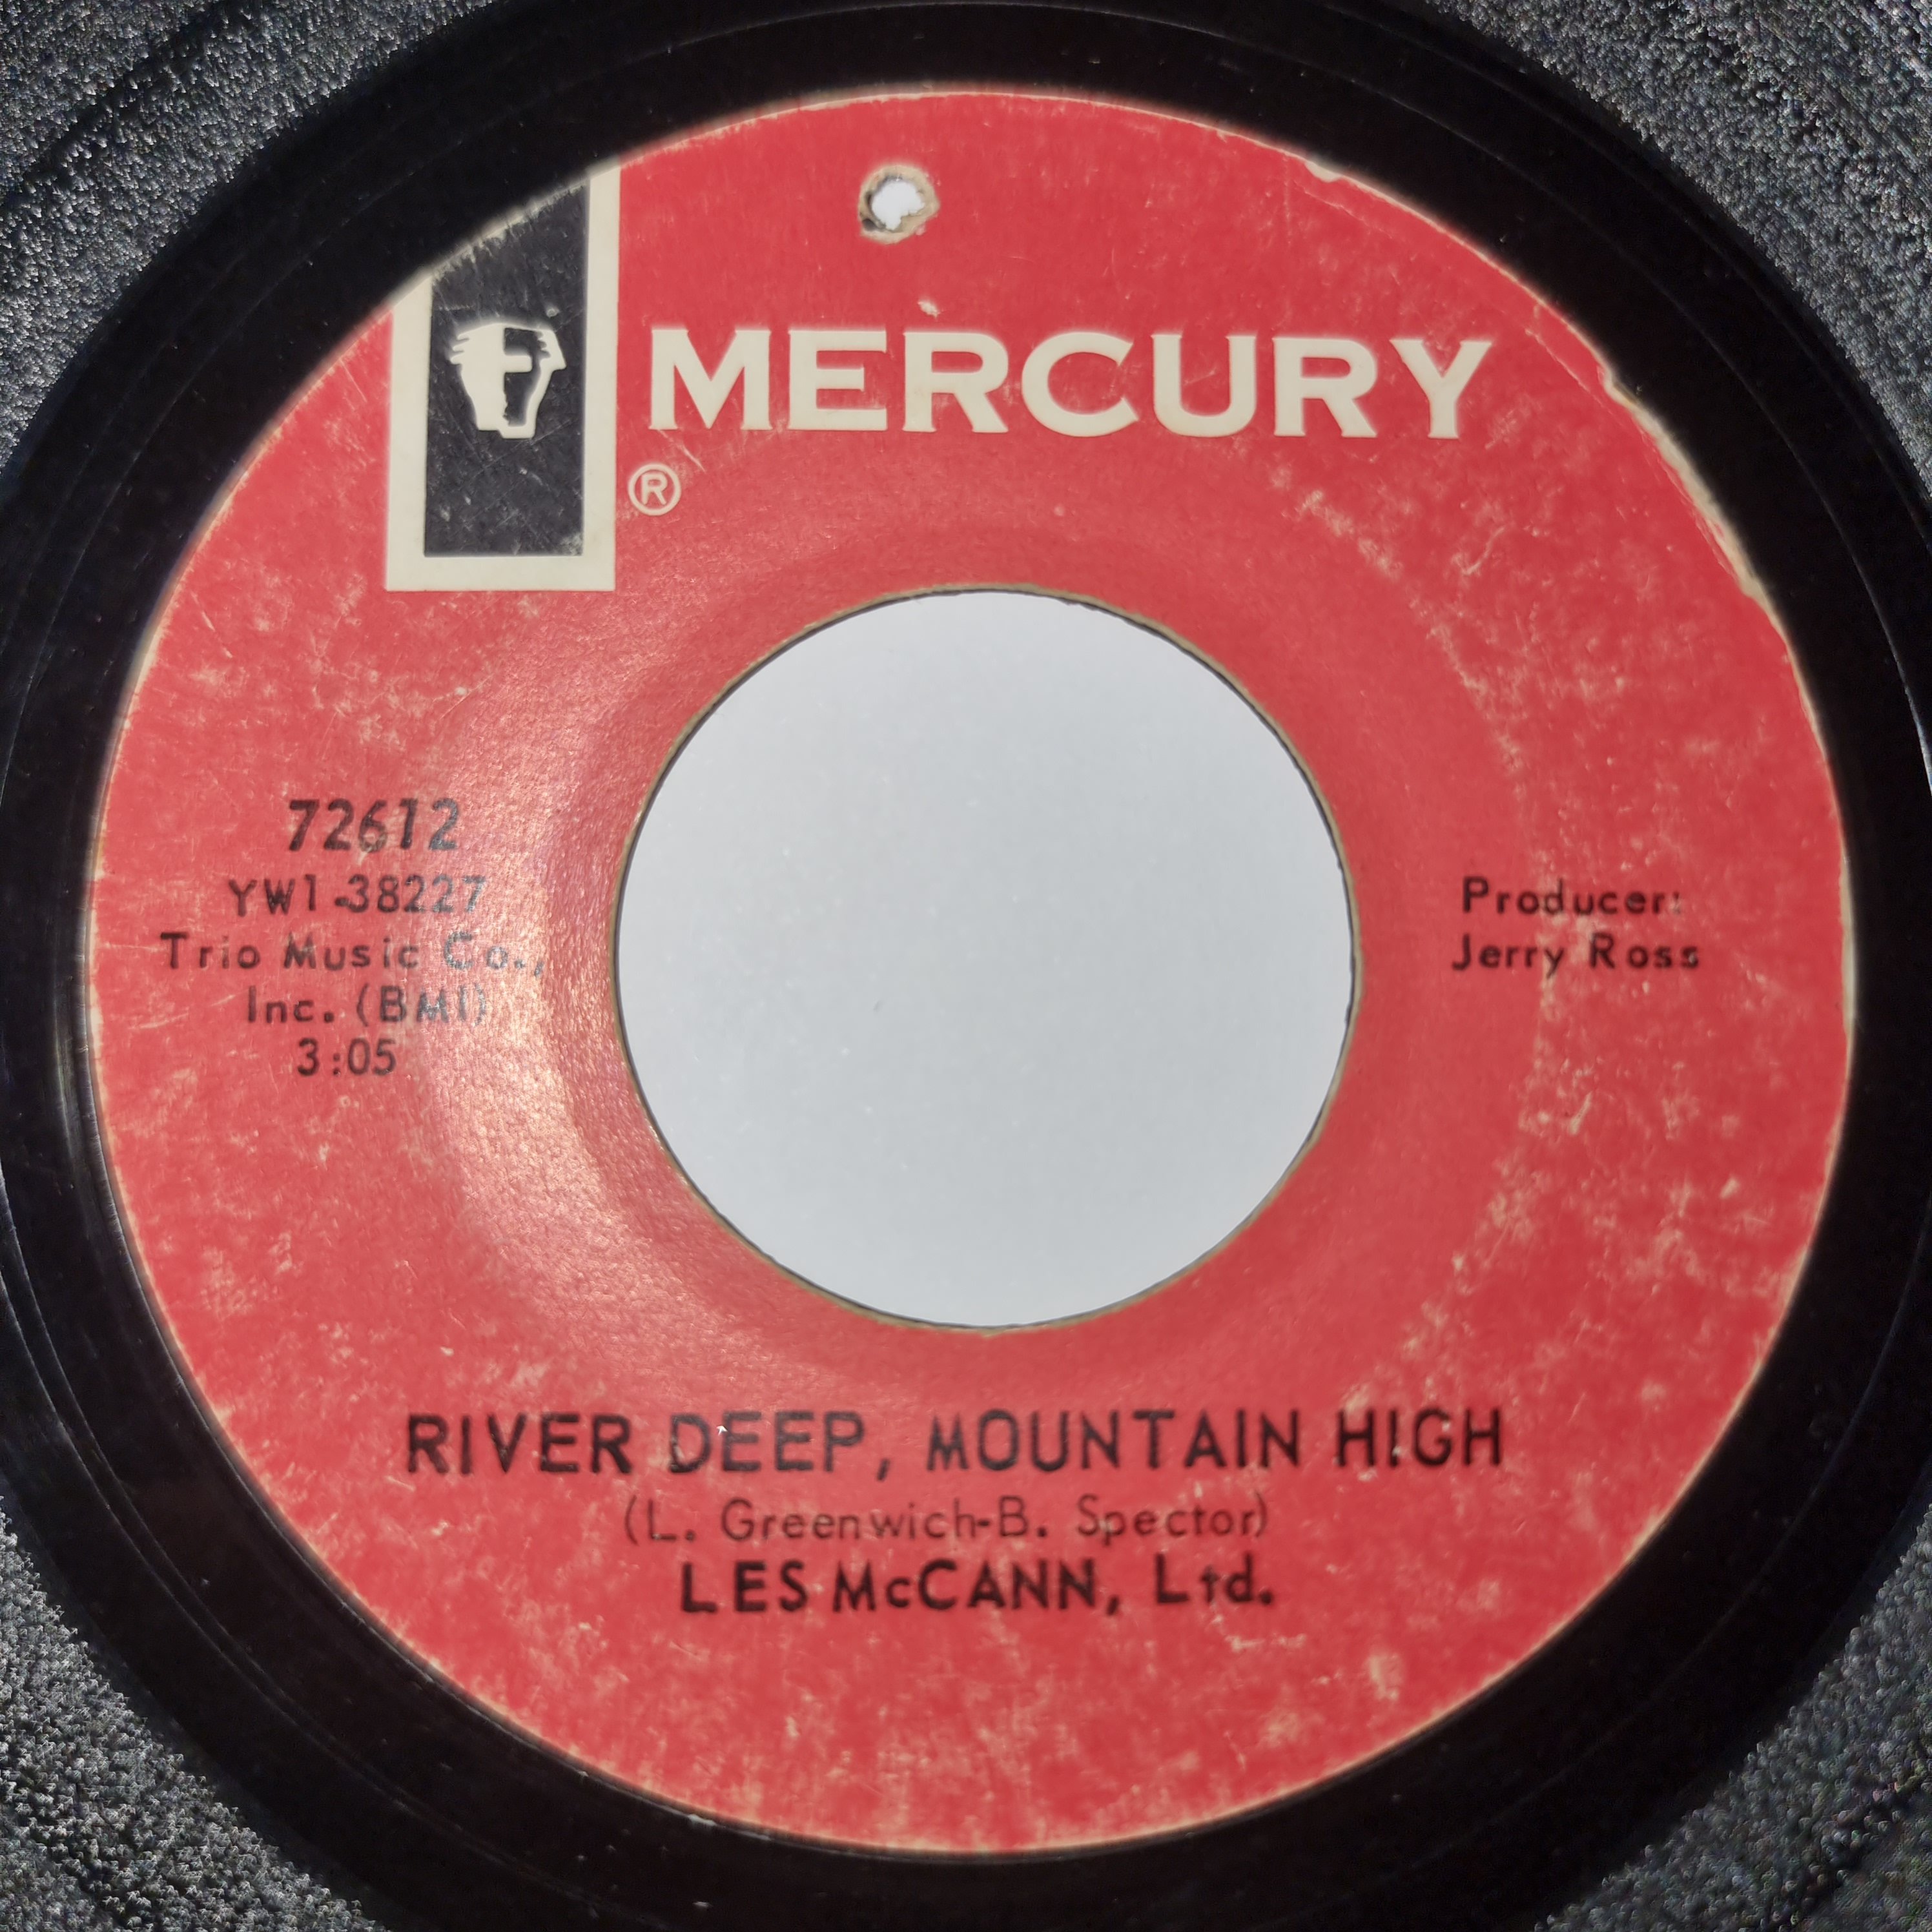 MERCURY
®
72612
YW1-38227
Trio Music Co.,
Inc. (BMI)
3:05
Producer:
Jerry Ross
RIVER DEEP, MOUNTAIN HIGH
(L. Greenwich-B. Spector)
LES McCANN, Ltd.